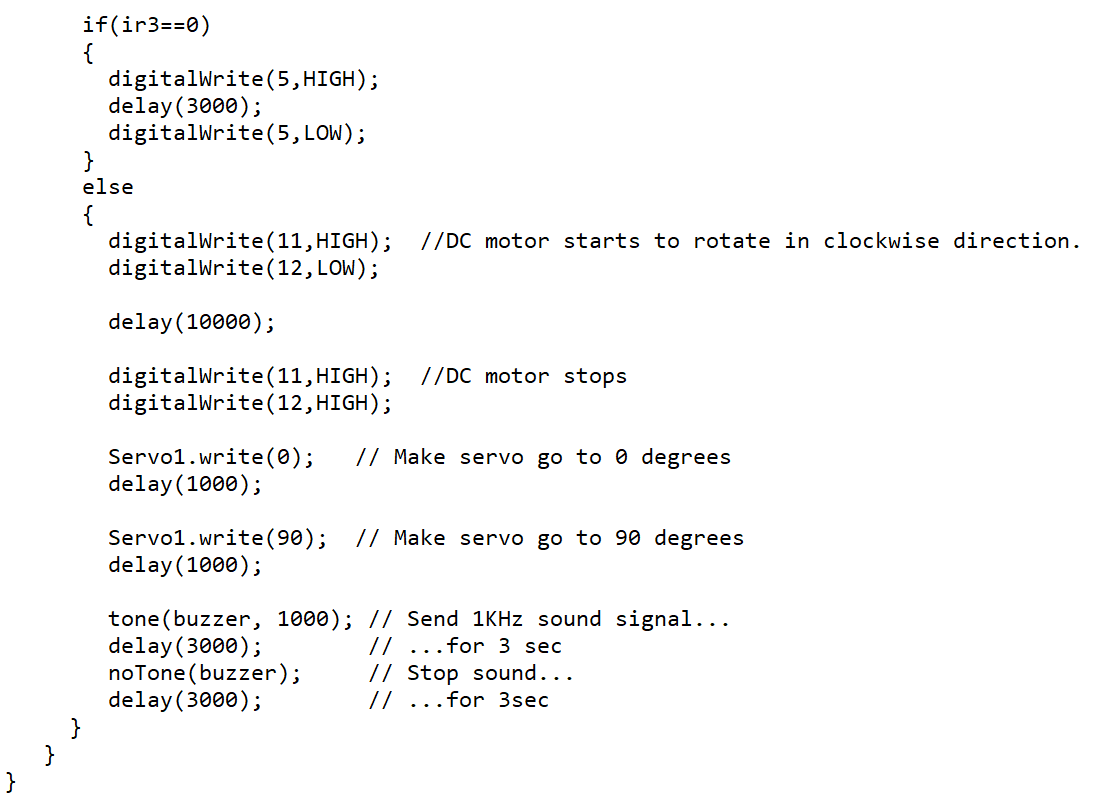 if(ir3==0)
{
digitalWrite(5,HIGH);
delay(3000);
digitalWrite(5,LOW);
}
else
{
digitalWrite(11,HIGH);  //DC motor starts to rotate in clockwise direction.
digitalWrite(12,LOW);
delay(10000);
digitalWrite(11,HIGH);  //DC motor stops
digitalWrite(12,HIGH);
Servo1.write(0);   // Make servo go to 0 degrees
delay(1000);
Servo1.write(90);  // Make servo go to 90 degrees
delay(1000);
tone(buzzer, 1000); // Send 1KHz sound signal...
delay(3000);        // ...for 3 sec
noTone(buzzer);     // Stop sound...
delay(3000);        // ...for 3sec
}
}
}